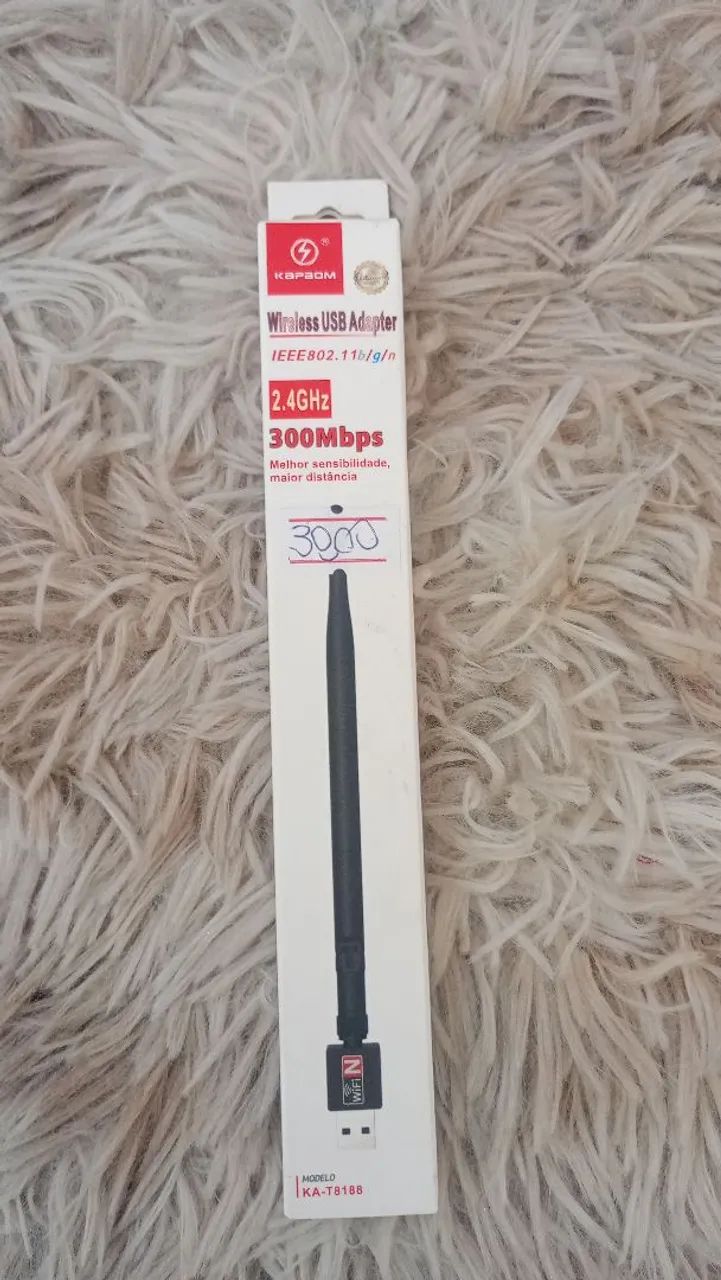 ®
KAPBOM
Wireless USB Adapter
IEEE802.11b/g/n
2.4GHz
300Mbps
Melhor sensibilidade,
maior distância
30,00
WiFi N
MODELO
KA-T8188